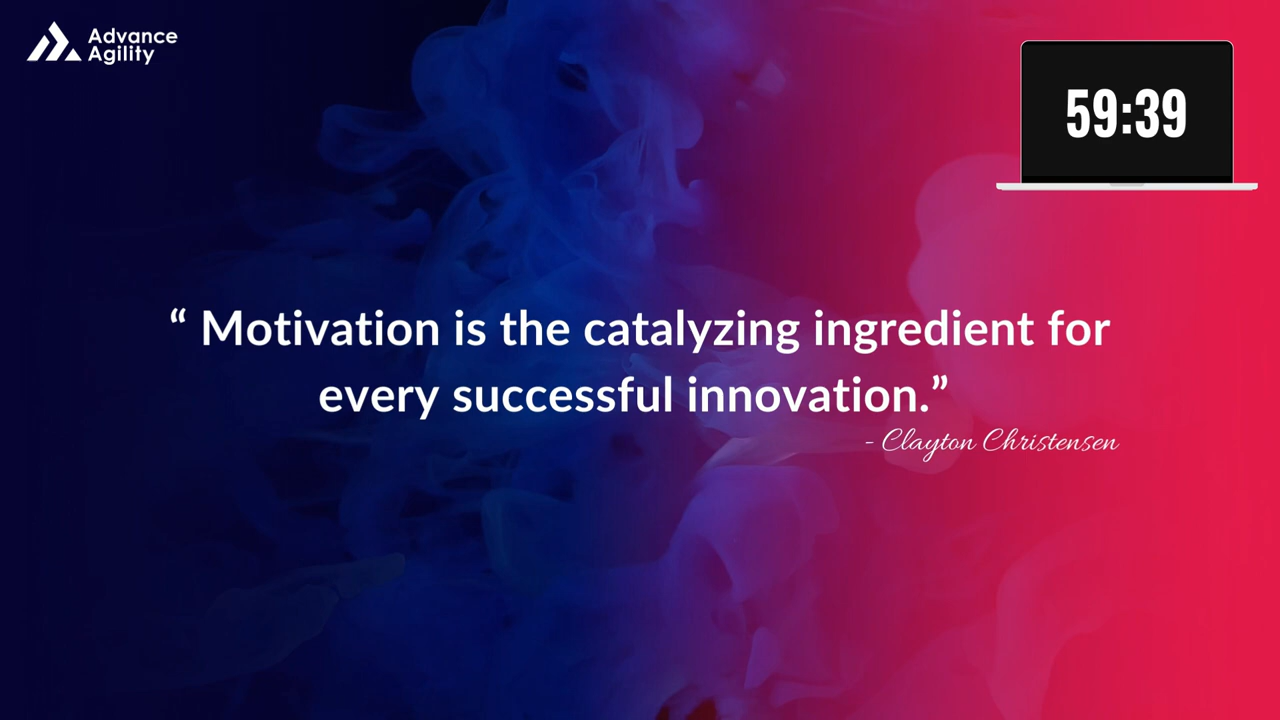 Advance
Agility
59:39
“ Motivation is the catalyzing ingredient for
every successful innovation.”
- Clayton Christensen